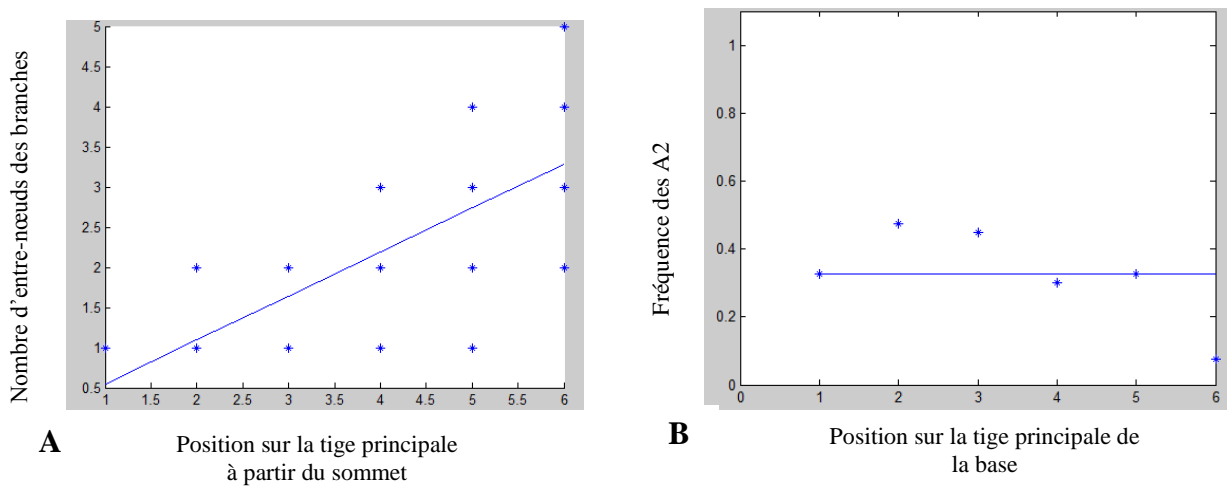 Nombre d'entre-nœuds des branches
5
4.5
4
3.5
3
2.5
2
1.5
1
0.5
1 1.5 2 2.5 3 3.5 4 4.5 5 5.5 6
A
Position sur la tige principale
à partir du sommet
Fréquence des A2
1
0.8
0.6
0.4
0.2
0
0 1 2 3 4 5 6
B
Position sur la tige principale de
la base